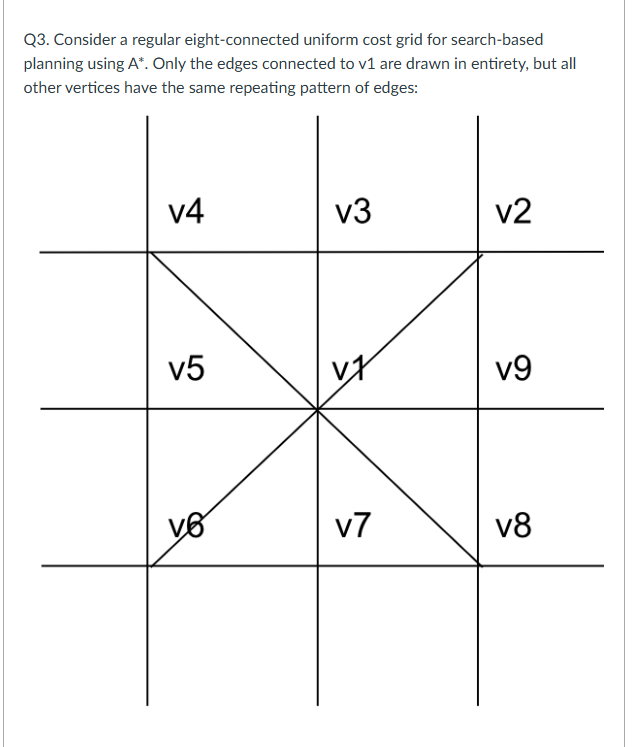 Q3. Consider a regular eight-connected uniform cost grid for search-based
planning using A*. Only the edges connected to v1 are drawn in entirety, but all
other vertices have the same repeating pattern of edges:
v4 v3 v2
v5 v1 v9
v6 v7 v8